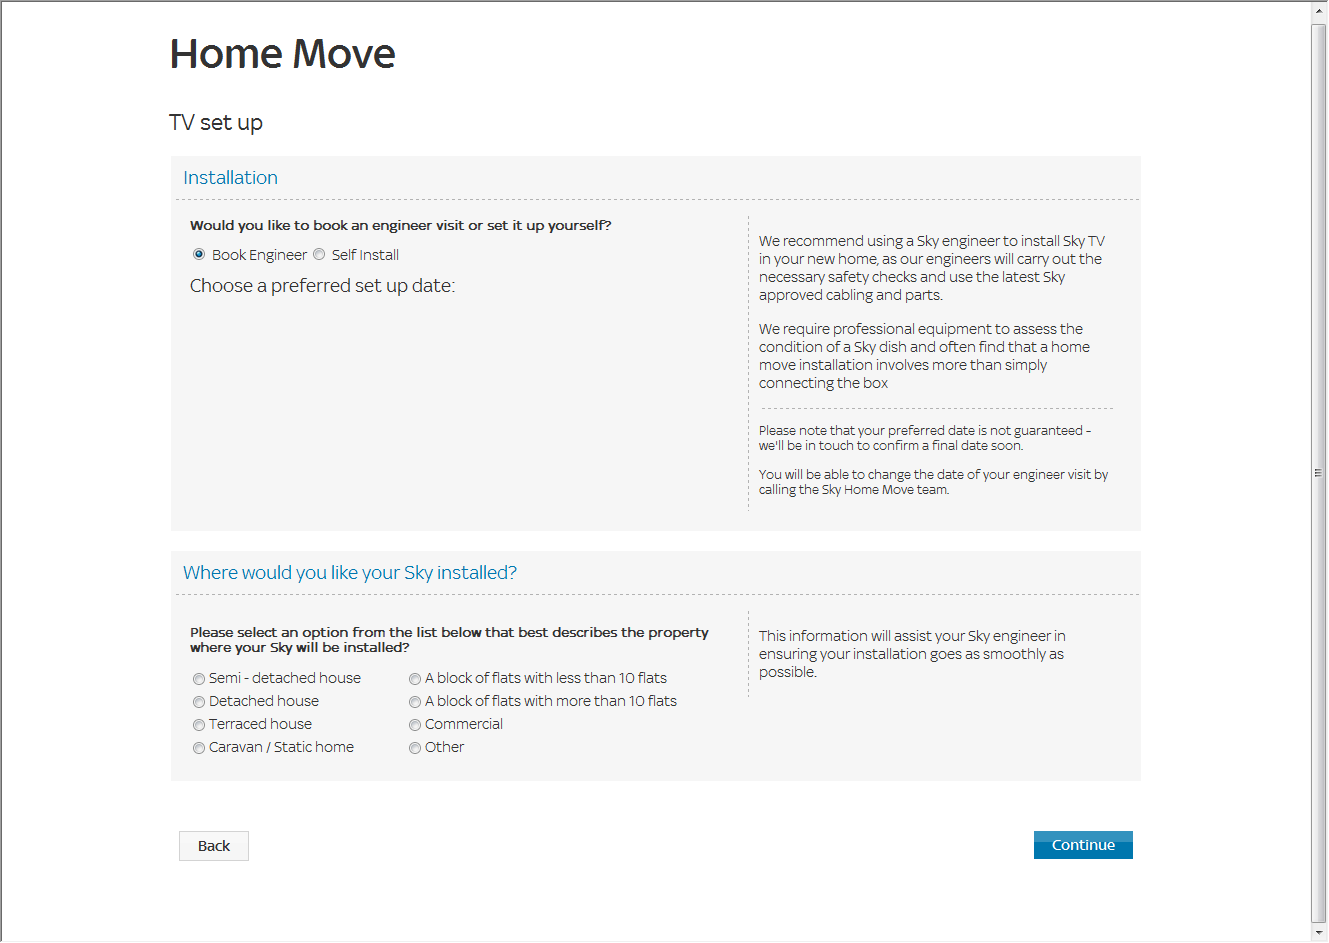 Home Move
TV set up
Installation
Would you like to book an engineer visit or set it up yourself?
Book Engineer Self Install
Choose a preferred set up date:
We recommend using a Sky engineer to install Sky TV
in your new home, as our engineers will carry out the
necessary safety checks and use the latest Sky
approved cabling and parts.
We require professional equipment to assess the
condition of a Sky dish and often find that a home
move installation involves more than simply
connecting the box
Please note that your preferred date is not guaranteed -
we'll be in touch to confirm a final date soon.
You will be able to change the date of your engineer visit by
calling the Sky Home Move team.
Where would you like your Sky installed?
Please select an option from the list below that best describes the property
where your Sky will be installed?
Semi - detached house
Detached house
Terraced house
Caravan / Static home
A block of flats with less than 10 flats
A block of flats with more than 10 flats
Commercial
Other
This information will assist your Sky engineer in
ensuring your installation goes as smoothly as
possible.
Back
Continue